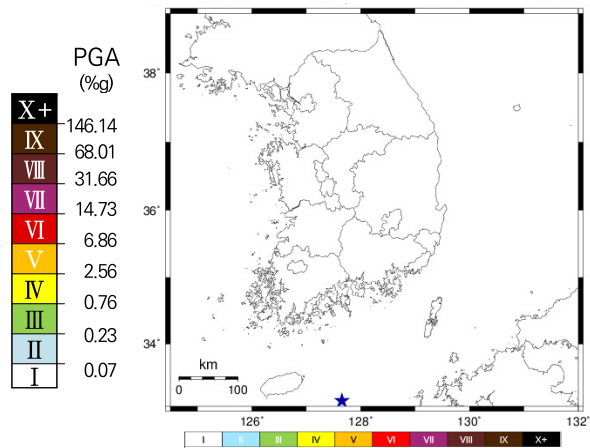 PGA
(%g)
X+
IX
VIII
VII
VI
V
IV
III
II
I
146.14
68.01
31.66
14.73
6.86
2.56
0.76
0.23
0.07
38°
36°
34°
km
0 100
126° 128° 130° 132°
I II III IV V VI VII VIII IX X+